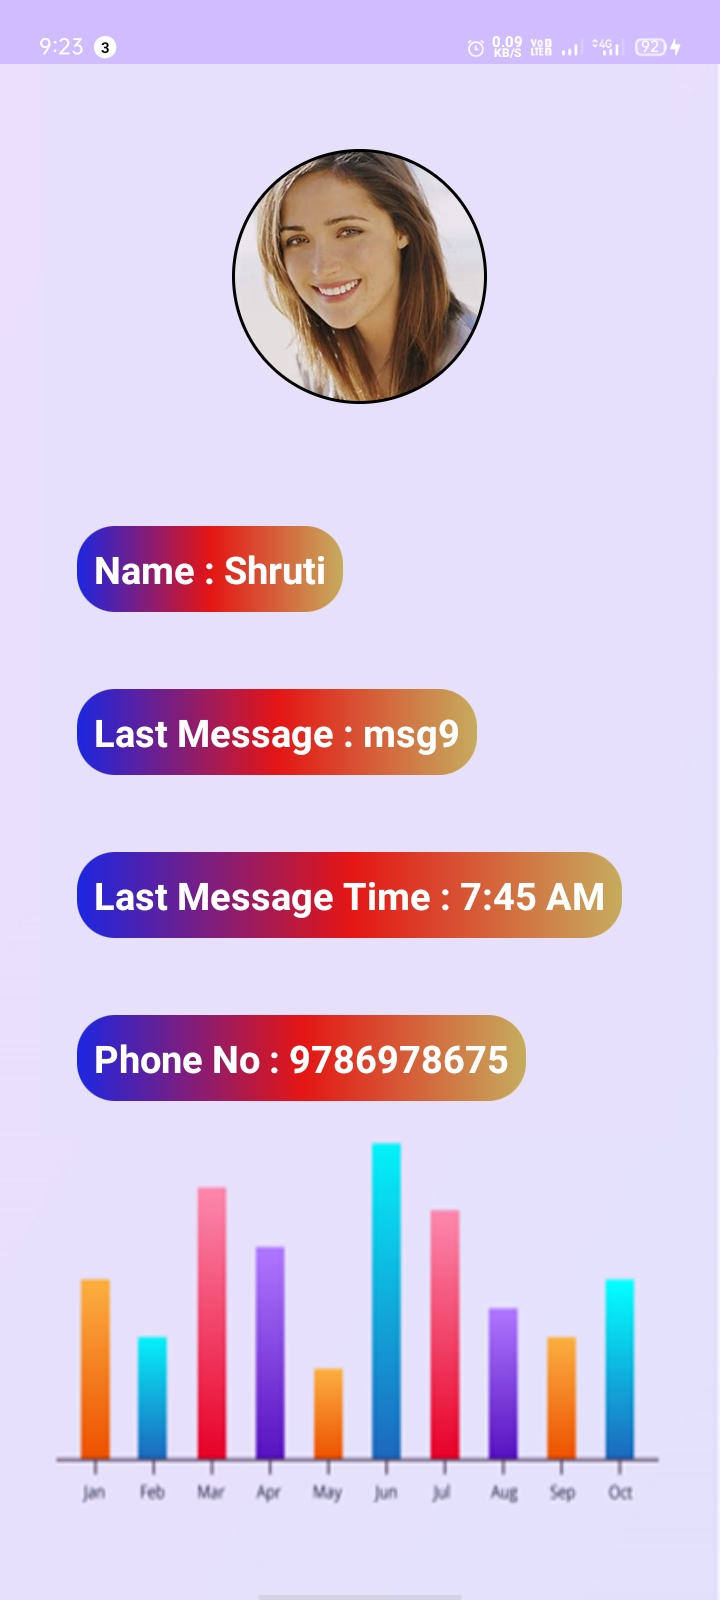 9:23 3 0.09 KB/S Vo LTE 4G 92
Name : Shruti
Last Message : msg9
Last Message Time : 7:45 AM
Phone No : 9786978675
Jan Feb Mar Apr May Jun Jul Aug Sep Oct